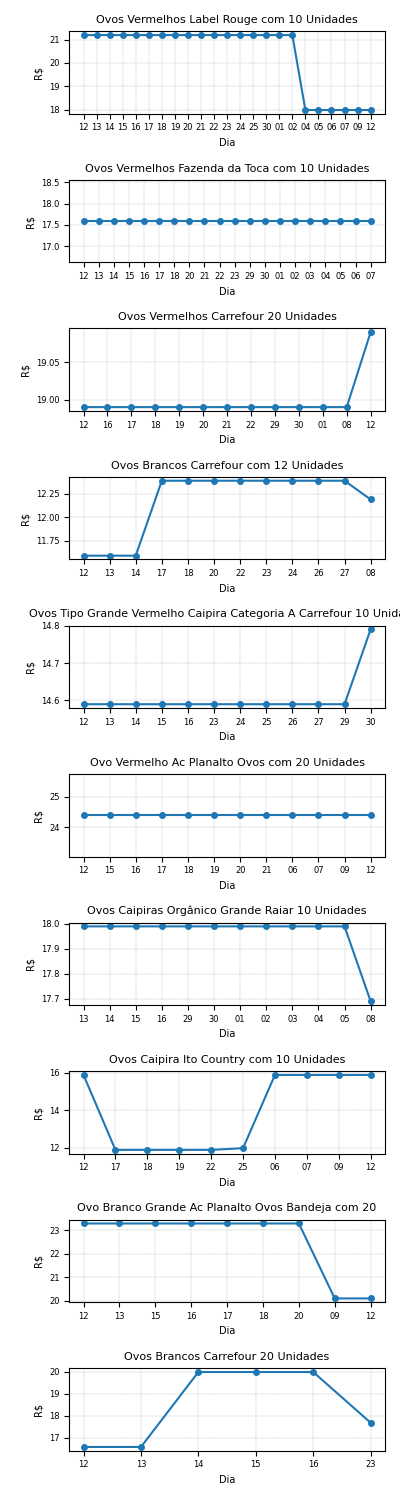 Ovos Vermelhos Label Rouge com 10 Unidades
21
20
19
18
R$
12 13 14 15 16 17 18 19 20 21 22 23 24 25 30 01 02 04 05 06 07 09 12
Dia
Ovos Vermelhos Fazenda da Toca com 10 Unidades
18.5
18.0
17.5
17.0
R$
12 13 14 15 16 17 18 20 21 22 23 29 30 01 02 03 04 05 06 07
Dia
Ovos Vermelhos Carrefour 20 Unidades
19.05
19.00
R$
12 16 17 18 19 20 21 22 29 30 01 08 12
Dia
Ovos Brancos Carrefour com 12 Unidades
12.25
12.00
11.75
R$
12 13 14 17 18 20 22 23 24 26 27 08
Dia
Ovos Tipo Grande Vermelho Caipira Categoria A Carrefour 10 Unida
14.8
14.7
14.6
R$
12 13 14 15 16 23 24 25 26 27 29 30
Dia
Ovo Vermelho Ac Planalto Ovos com 20 Unidades
25
24
R$
12 15 16 17 18 19 20 21 06 07 09 12
Dia
Ovos Caipiras Orgânico Grande Raiar 10 Unidades
18.0
17.9
17.8
17.7
R$
13 14 15 16 29 30 01 02 03 04 05 08
Dia
Ovos Caipira Ito Country com 10 Unidades
16
14
12
R$
12 17 18 19 22 25 06 07 09 12
Dia
Ovo Branco Grande Ac Planalto Ovos Bandeja com 20
23
22
21
20
R$
12 13 15 16 17 18 20 09 12
Dia
Ovos Brancos Carrefour 20 Unidades
20
19
18
17
R$
12 13 14 15 16 23
Dia